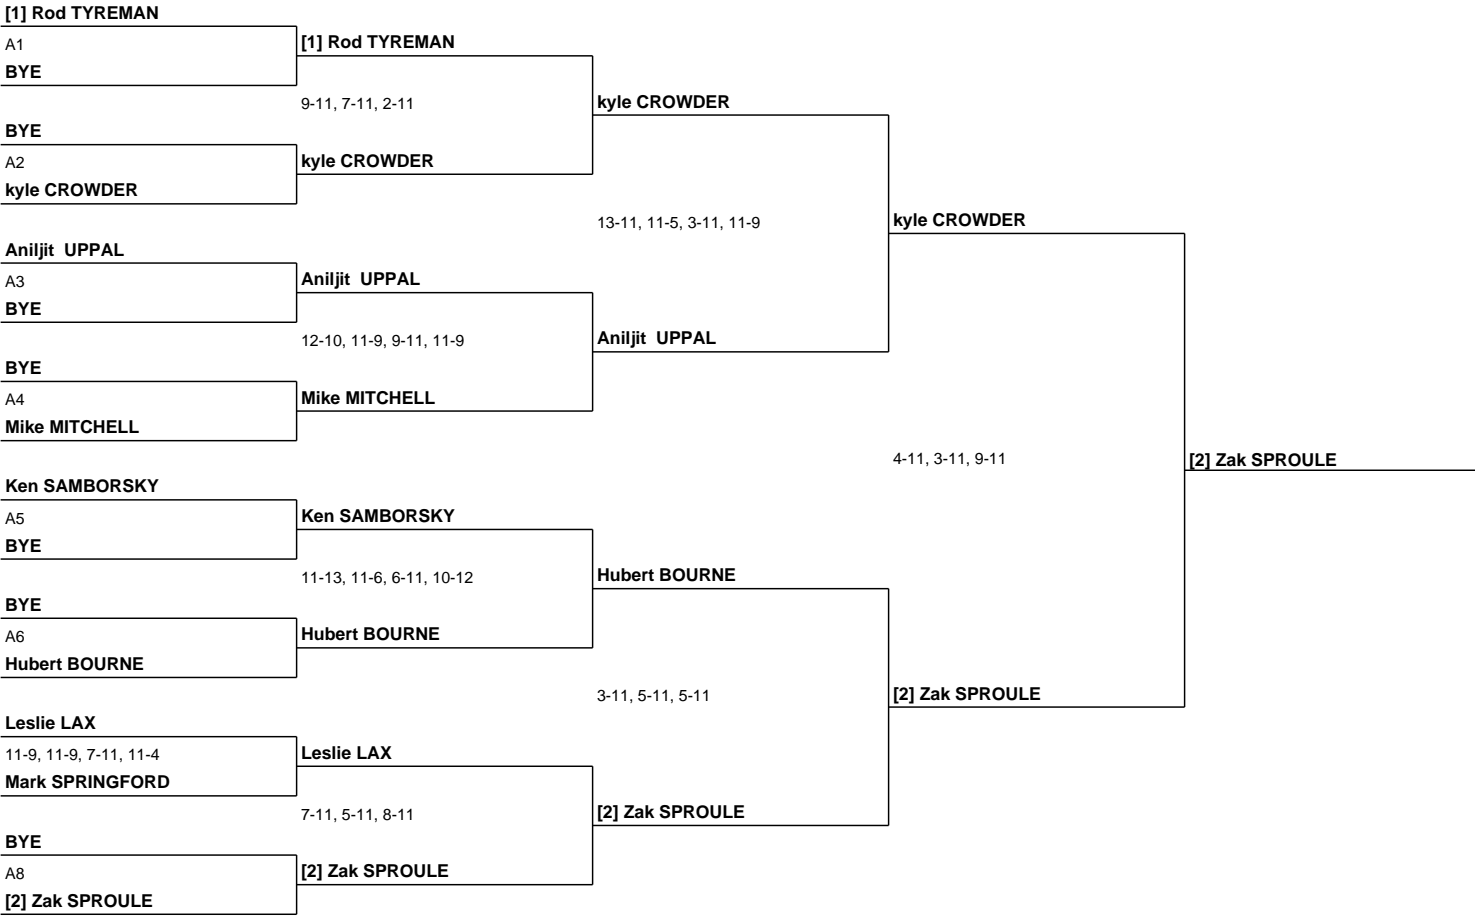 [1] Rod TYREMAN
A1
BYE
[1] Rod TYREMAN
9-11, 7-11, 2-11
BYE
A2
kyle CROWDER
kyle CROWDER
kyle CROWDER
13-11, 11-5, 3-11, 11-9
Aniljit  UPPAL
A3
BYE
Aniljit  UPPAL
12-10, 11-9, 9-11, 11-9
BYE
A4
Mike MITCHELL
Mike MITCHELL
Aniljit  UPPAL
kyle CROWDER
4-11, 3-11, 9-11
[2] Zak SPROULE
Ken SAMBORSKY
A5
BYE
Ken SAMBORSKY
11-13, 11-6, 6-11, 10-12
BYE
A6
Hubert BOURNE
Hubert BOURNE
Hubert BOURNE
3-11, 5-11, 5-11
[2] Zak SPROULE
Leslie LAX
11-9, 11-9, 7-11, 11-4
Mark SPRINGFORD
Leslie LAX
7-11, 5-11, 8-11
BYE
A8
[2] Zak SPROULE
[2] Zak SPROULE
[2] Zak SPROULE